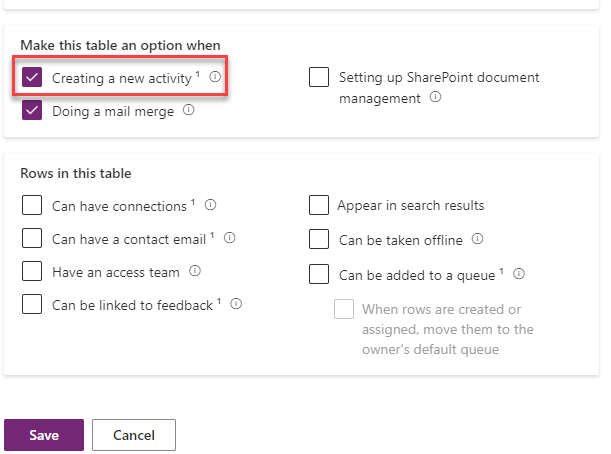 Make this table an option when
Creating a new activity 1
Setting up SharePoint document
management
Doing a mail merge
Rows in this table
Can have connections 1
Appear in search results
Can have a contact email 1
Can be taken offline
Have an access team
Can be added to a queue 1
Can be linked to feedback 1
When rows are created or
assigned, move them to the
owner's default queue
Save
Cancel